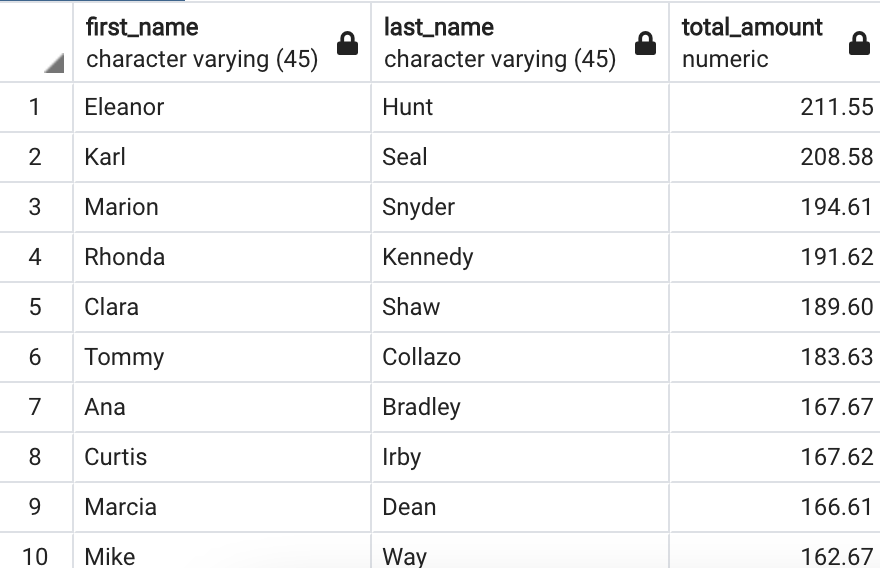 first_name last_name total_amount
character varying (45) character varying (45) numeric
1 Eleanor Hunt 211.55
2 Karl Seal 208.58
3 Marion Snyder 194.61
4 Rhonda Kennedy 191.62
5 Clara Shaw 189.60
6 Tommy Collazo 183.63
7 Ana Bradley 167.67
8 Curtis Irby 167.62
9 Marcia Dean 166.61
10 Mike Way 162.67